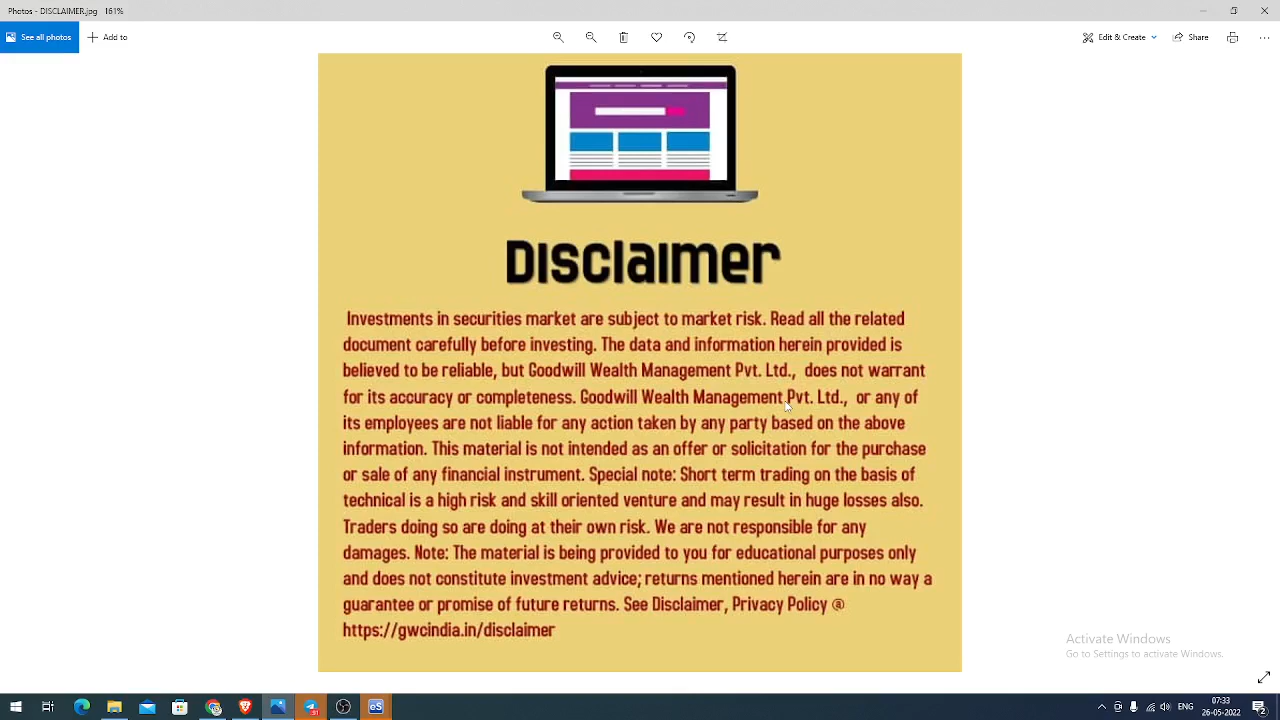 Photos - DISCLAIMER.jpg - 161%
See all photos
Add to
Edit & Create
Share
Disclaimer
Investments in securities market are subject to market risk. Read all the related
document carefully before investing. The data and information herein provided is
believed to be reliable, but Goodwill Wealth Management Pvt. Ltd., does not warrant
for its accuracy or completeness. Goodwill Wealth Management Pvt. Ltd., or any of
its employees are not liable for any action taken by any party based on the above
information. This material is not intended as an offer or solicitation for the purchase
or sale of any financial instrument. Special note: Short term trading on the basis of
technical is a high risk and skill oriented venture and may result in huge losses also.
Traders doing so are doing at their own risk. We are not responsible for any
damages. Note: The material is being provided to you for educational purposes only
and does not constitute investment advice; returns mentioned herein are in no way a
guarantee or promise of future returns. See Disclaimer, Privacy Policy @
https://gwcindia.in/disclaimer
Activate Windows
Go to Settings to activate Windows.
07:33
26-05-2022